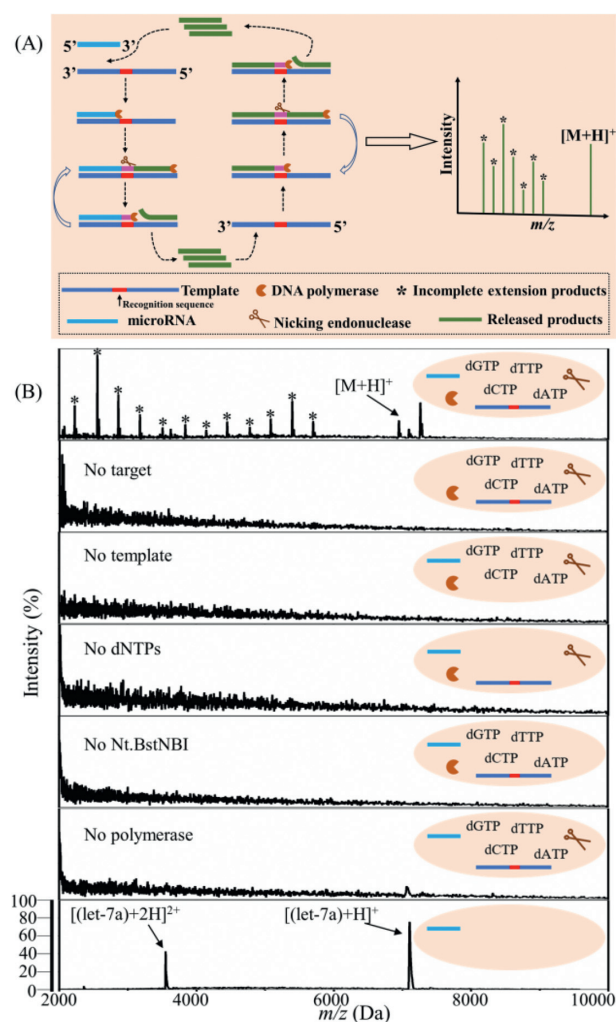 (A)
5’ 3’
3’ 5’
3’ 5’
Intensity
* * * * * * *
[M+H]+
m/z
Template
Recognition sequence
DNA polymerase
* Incomplete extension products
microRNA
Nicking endonuclease
Released products
(B)
* * * * * * * * * * *
[M+H]+
dGTP dTTP
dCTP dATP
No target
dGTP dTTP
dCTP dATP
No template
dGTP dTTP
dCTP dATP
No dNTPs
No Nt.BstNBI
dGTP dTTP
dCTP dATP
No polymerase
dGTP dTTP
dCTP dATP
Intensity (%)
100
80
60
40
20
0
[(let-7a)+2H]2+
[(let-7a)+H]+
2000 4000 6000 8000 10000
m/z (Da)